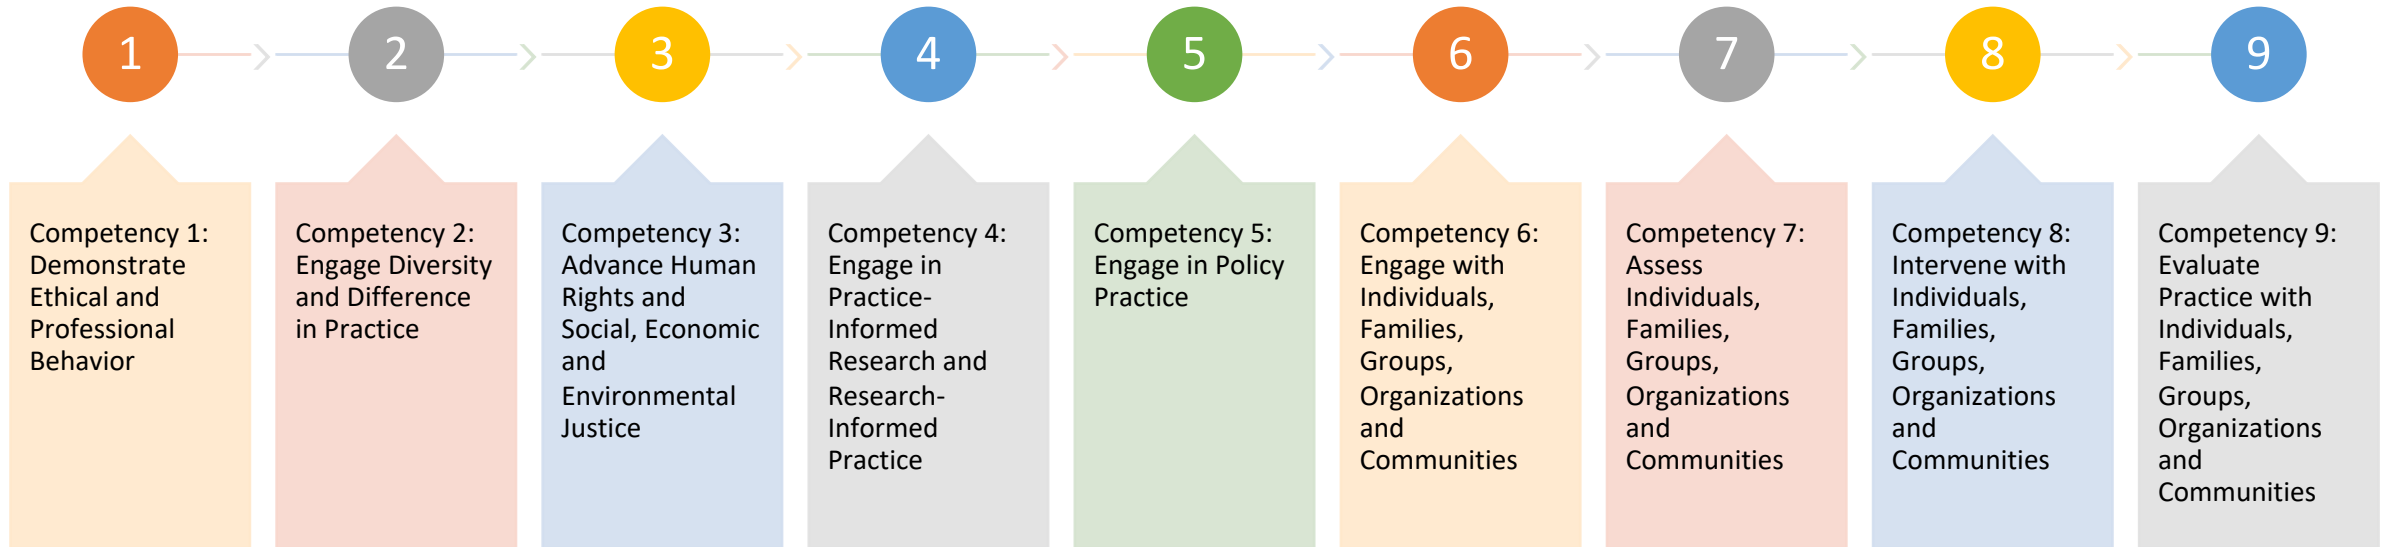 1
2
3
4
5
6
7
8
9
Competency 1:
Demonstrate
Ethical and
Professional
Behavior
Competency 2:
Engage Diversity
and Difference
in Practice
Competency 3:
Advance Human
Rights and
Social, Economic
and
Environmental
Justice
Competency 4:
Engage in
Practice-
Informed
Research and
Research-
Informed
Practice
Competency 5:
Engage in Policy
Practice
Competency 6:
Engage with
Individuals,
Families,
Groups,
Organizations
and
Communities
Competency 7:
Assess
Individuals,
Families,
Groups,
Organizations
and
Communities
Competency 8:
Intervene with
Individuals,
Families,
Groups,
Organizations
and
Communities
Competency 9:
Evaluate
Practice with
Individuals,
Families,
Groups,
Organizations
and
Communities